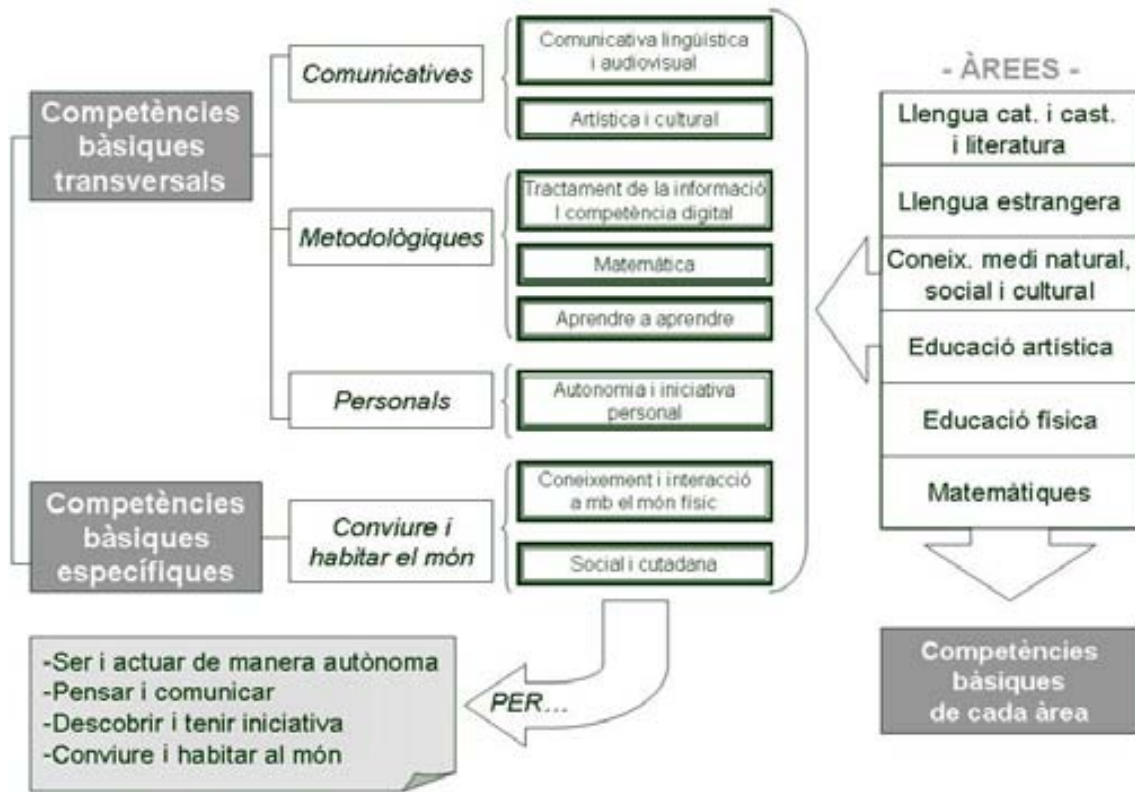 Competències
bàsiques
transversals
Comunicatives
Comunicativa lingüística
i audiovisual
Artística i cultural
Metodològiques
Tractament de la informació
I competència digital
Matemàtica
Aprendre a aprendre
Personals
Autonomia i iniciativa
personal
Competències
bàsiques
específiques
Conviure i
habitar el món
Coneixement i interacció
a mb el món físic
Social i cutadana
PER...
-Ser i actuar de manera autònoma
-Pensar i comunicar
-Descobrir i tenir iniciativa
-Conviure i habitar al món
- ÀREES -
Llengua cat. i cast.
i literatura
Llengua estrangera
Coneix. medi natural,
social i cultural
Educació artística
Educació física
Matemàtiques
Competències
bàsiques
de cada àrea